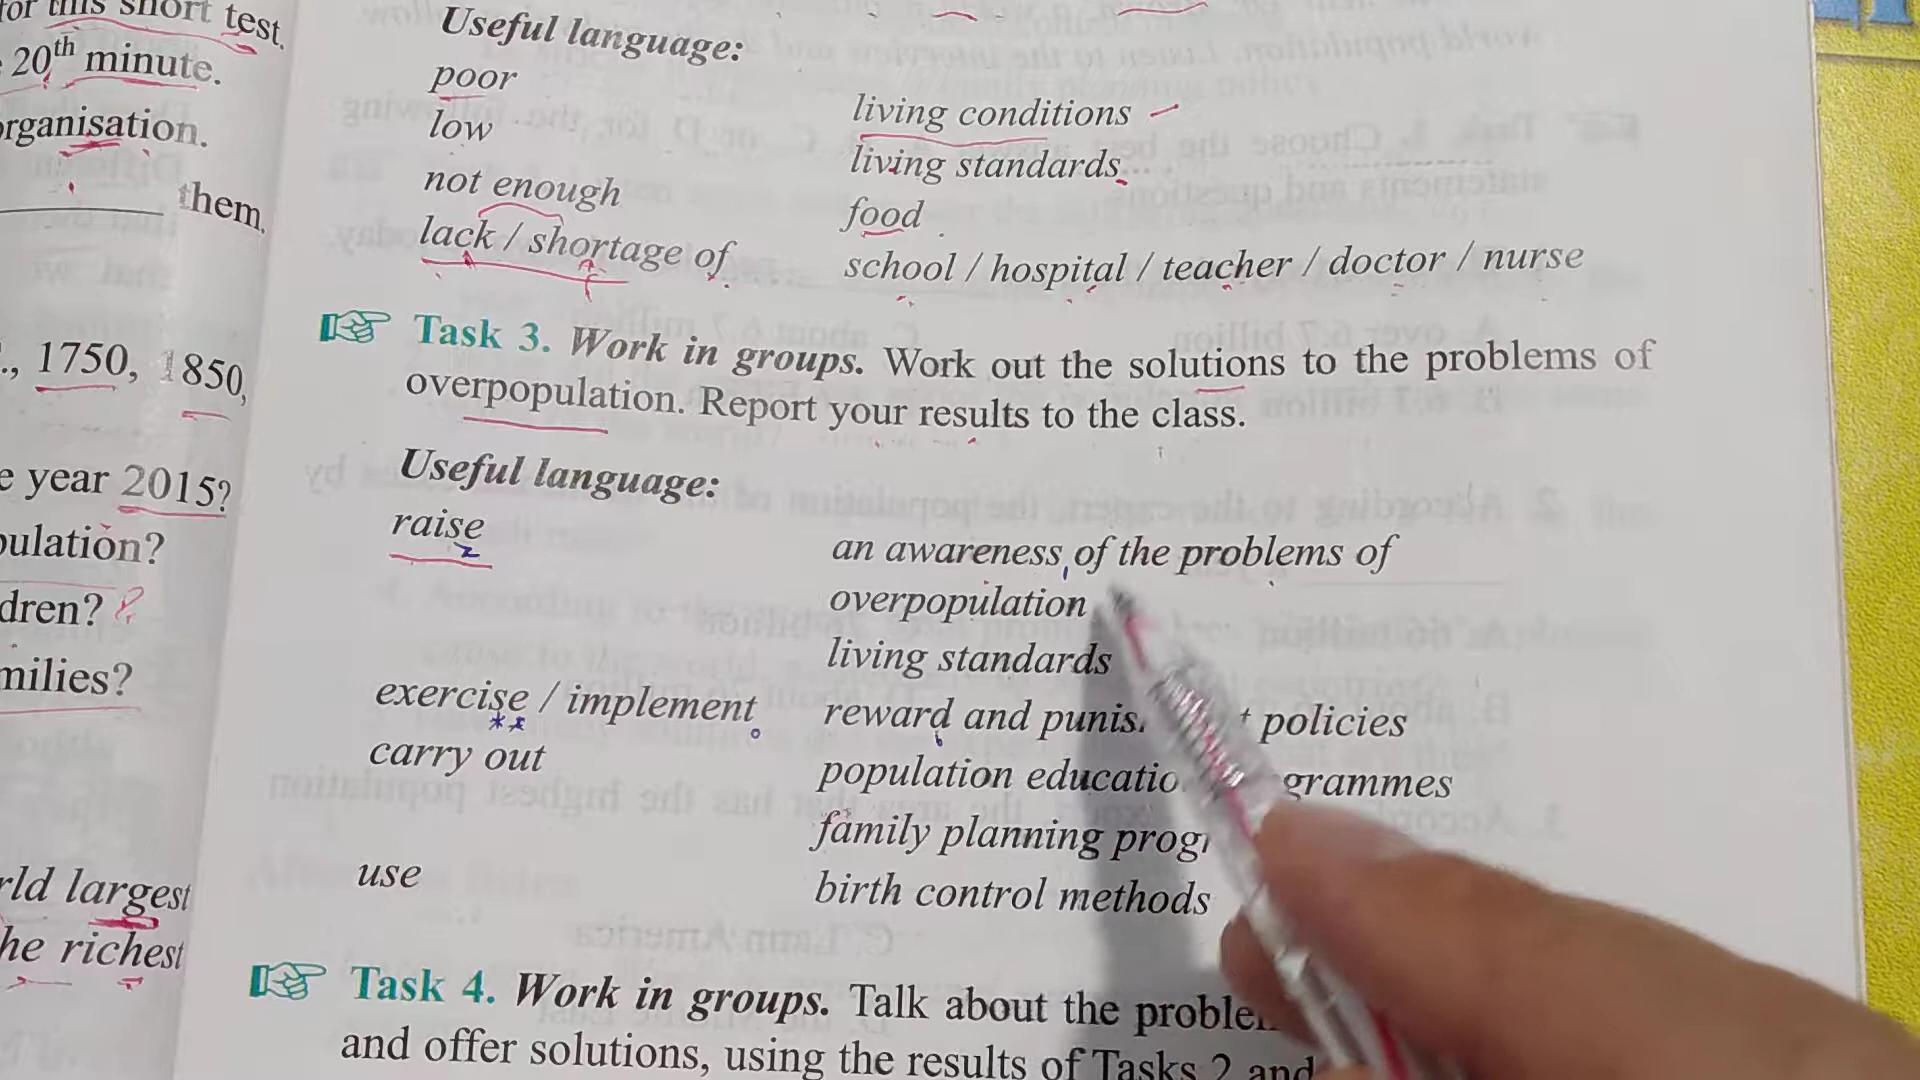 for this short test.
20th minute.
organisation.
them.
., 1750, 1850,
e year 2015?
pulation?
dren?
milies?
rld largest
he richest
Useful language:
poor
living conditions
low
living standards
not enough
food
lack / shortage of
school / hospital / teacher / doctor / nurse
Task 3. Work in groups. Work out the solutions to the problems of
overpopulation. Report your results to the class.
Useful language:
raise
an awareness of the problems of
overpopulation
living standards
exercise / implement
reward and punis t policies
carry out
population educatio grammes
family planning progr
use
birth control methods
Task 4. Work in groups. Talk about the proble
and offer solutions, using the results of Tasks 2 and